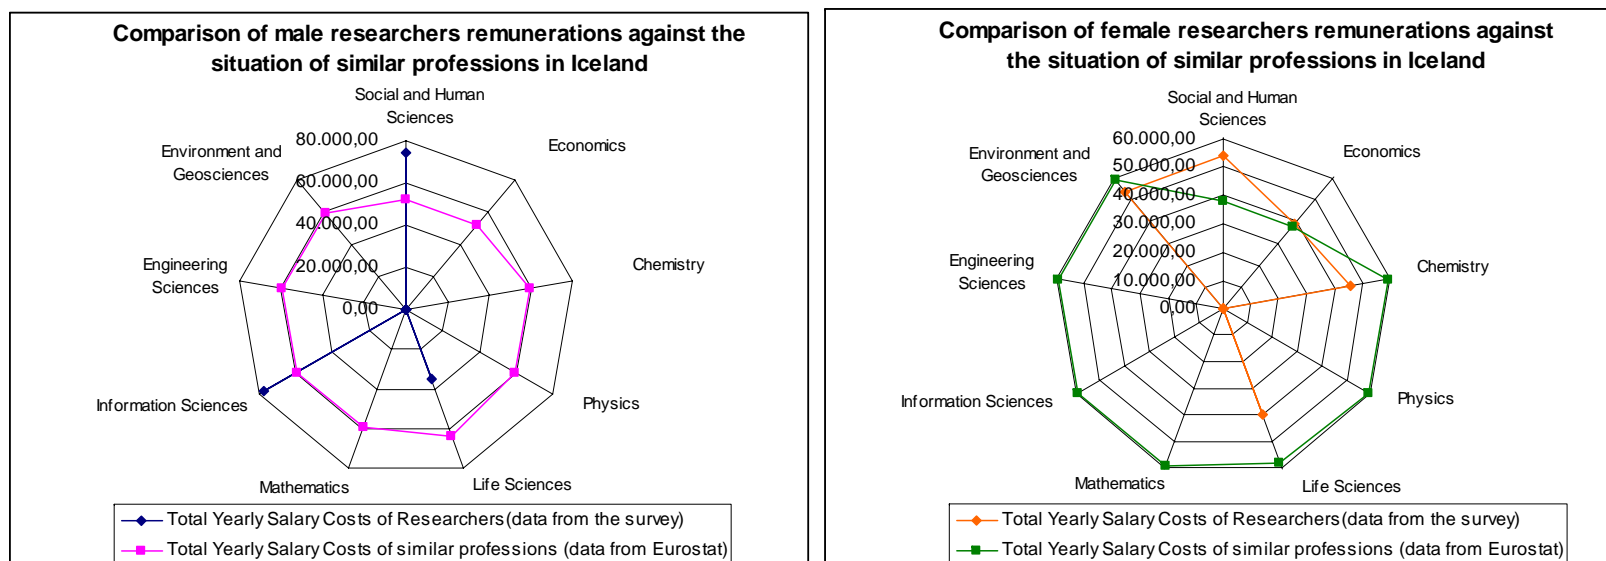 Comparison of male researchers remunerations against the
situation of similar professions in Iceland
Social and Human
Sciences
Economics
Chemistry
Physics
Life Sciences
Mathematics
Information Sciences
Engineering
Sciences
Environment and
Geosciences
80.000,00
60.000,00
40.000,00
20.000,00
0,00
Total Yearly Salary Costs of Researchers(data from the survey)
Total Yearly Salary Costs of similar professions (data from Eurostat)
Comparison of female researchers remunerations against
the situation of similar professions in Iceland
Social and Human
Sciences
Economics
Chemistry
Physics
Life Sciences
Mathematics
Information Sciences
Engineering
Sciences
Environment and
Geosciences
60.000,00
50.000,00
40.000,00
30.000,00
20.000,00
10.000,00
0,00
Total Yearly Salary Costs of Researchers(data from the survey)
Total Yearly Salary Costs of similar professions (data from Eurostat)